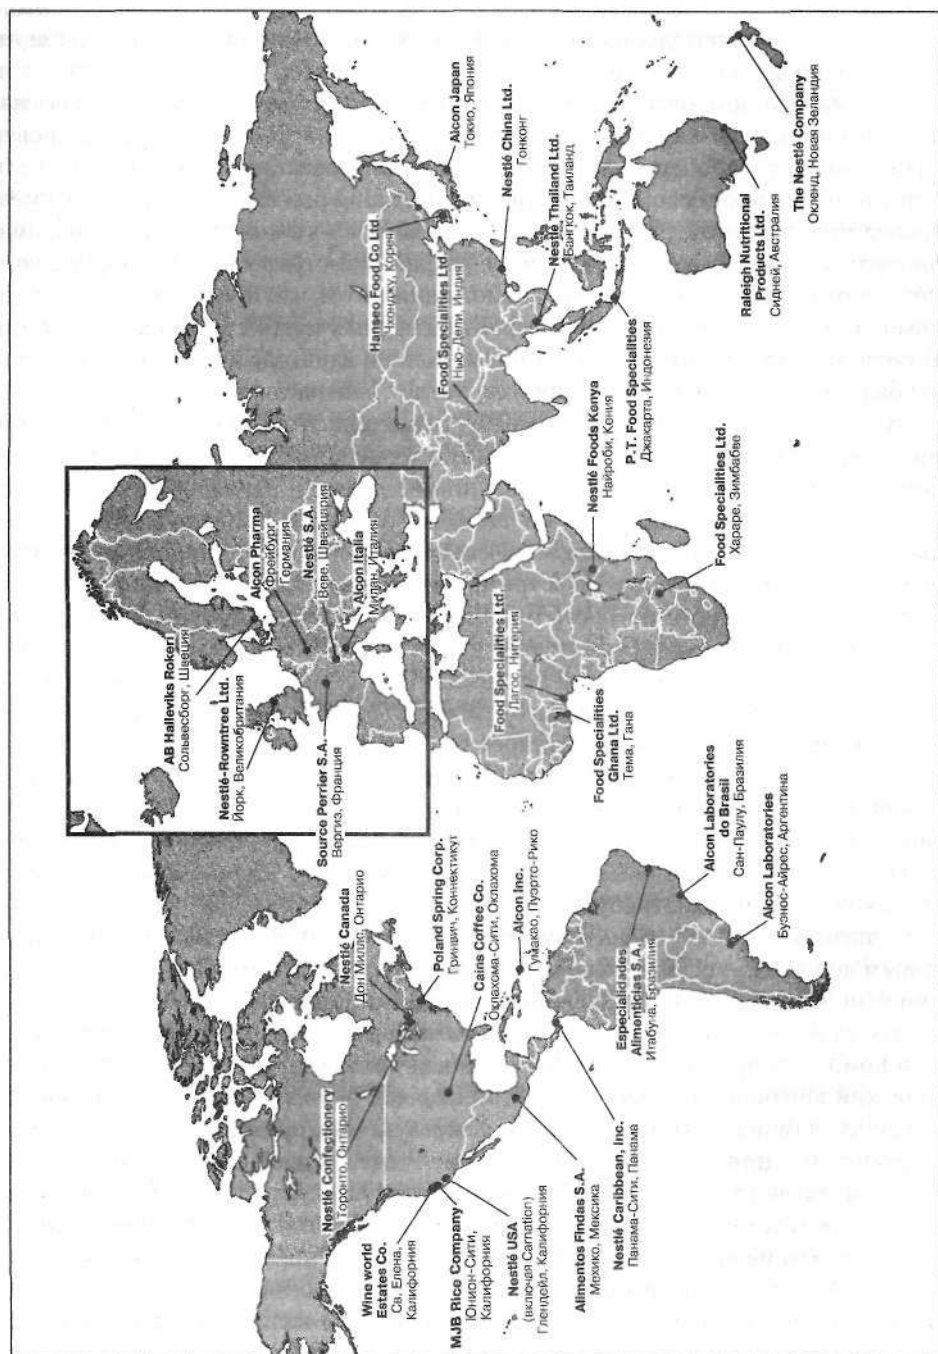 AB Halleviks Rokeri
Сольвесборг, Швеция
Nestlé-Rowntree Ltd.
Йорк, Великобритания
Source Perrier S.A.
Вергиз, Франция
Alcon Pharma
Фрейбург
Германия
Nestlé S.A.
Веве, Швейцария
Alcon Italia
Милан, Италия
Nestlé Confectionery
Торонто, Онтарио
Nestlé Canada
Дон Миллс, Онтарио
Poland Spring Corp.
Гринвич, Коннектикут
Cains Coffee Co.
Оклахома-Сити, Оклахома
Alcon Inc.
Гумакао, Пуэрто-Рико
Wine world
Estates Co.
Св. Елена,
Калифорния
MJB Rice Company
Юнион-Сити,
Калифорния
Nestlé USA
(включая Carnation)
Глендейл, Калифорния
Alimentos Findas S.A.
Мехико, Мексика
Nestlé Caribbean, Inc.
Панама-Сити, Панама
Especialidades
Alimenticias S.A.
Итабуна, Бразилия
Alcon Laboratories
do Brasil
Сан-Паулу, Бразилия
Alcon Laboratories
Буэнос-Айрес, Аргентина
Food Specialities Ltd.
Лагос, Нигерия
Food Specialities
Ghana Ltd.
Тема, Гана
Nestlé Foods Kenya
Найроби, Кения
Food Specialities Ltd.
Хараре, Зимбабве
Hanseo Food Co Ltd.
Чхонджу, Корея
Food Specialities Ltd.
Нью-Дели, Индия
Alcon Japan
Токио, Япония
Nestlé China Ltd.
Гонконг
Nestlé Thailand Ltd.
Бангкок, Таиланд
P.T. Food Specialities
Джакарта, Индонезия
Raleigh Nutritional
Products Ltd.
Сидней, Австралия
The Nestlé Company
Окленд, Новая Зеландия